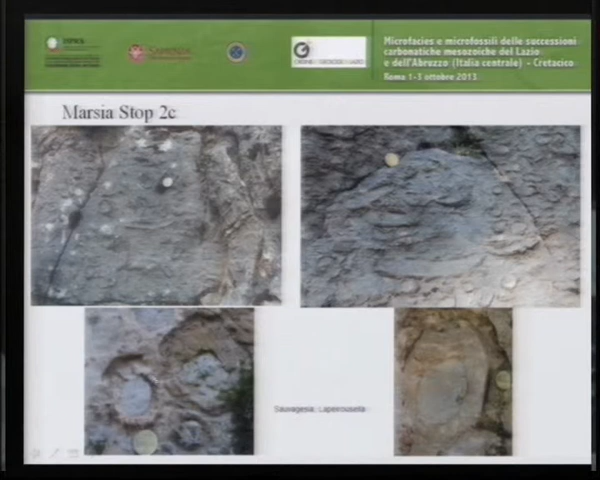 Microfacies e microfossili delle successioni
carbonatiche mesozoiche del Lazio
e dell'Abruzzo (Italia centrale) - Cretacico
Roma 1-3 ottobre 2013
Marsia Stop 2c
Sauvagesia; Lapeirouseila